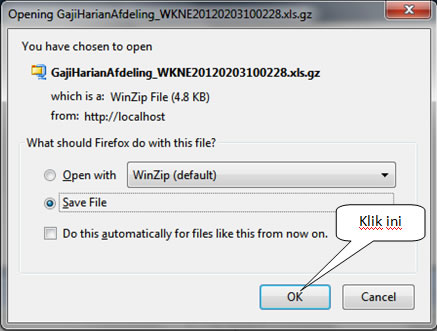 Opening GajiHarianAfdeling_WKNE20120203100228.xls.gz
You have chosen to open
GajiHarianAfdeling_WKNE20120203100228.xls.gz
which is a: WinZip File (4.8 KB)
from: http://localhost
What should Firefox do with this file?
Open with WinZip (default)
Save File
Klik ini
Do this automatically for files like this from now on.
OK Cancel